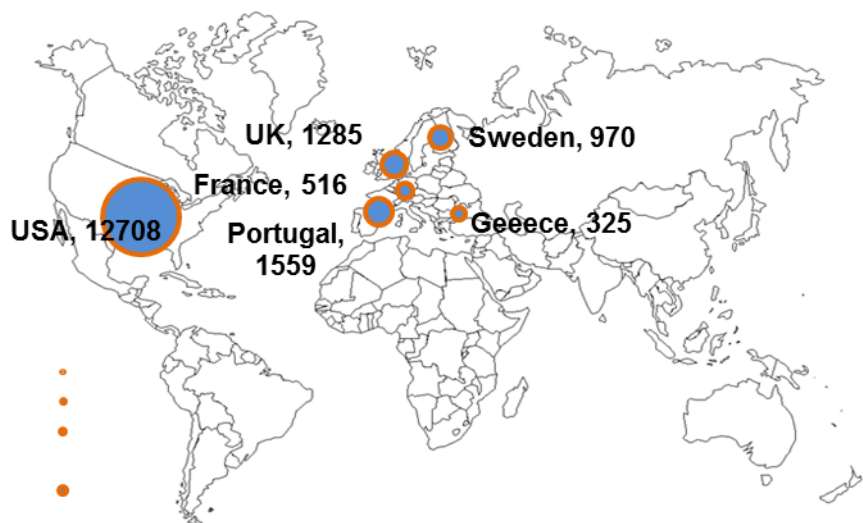 UK, 1285
Sweden, 970
France, 516
USA, 12708
Portugal,
1559
Geeece, 325